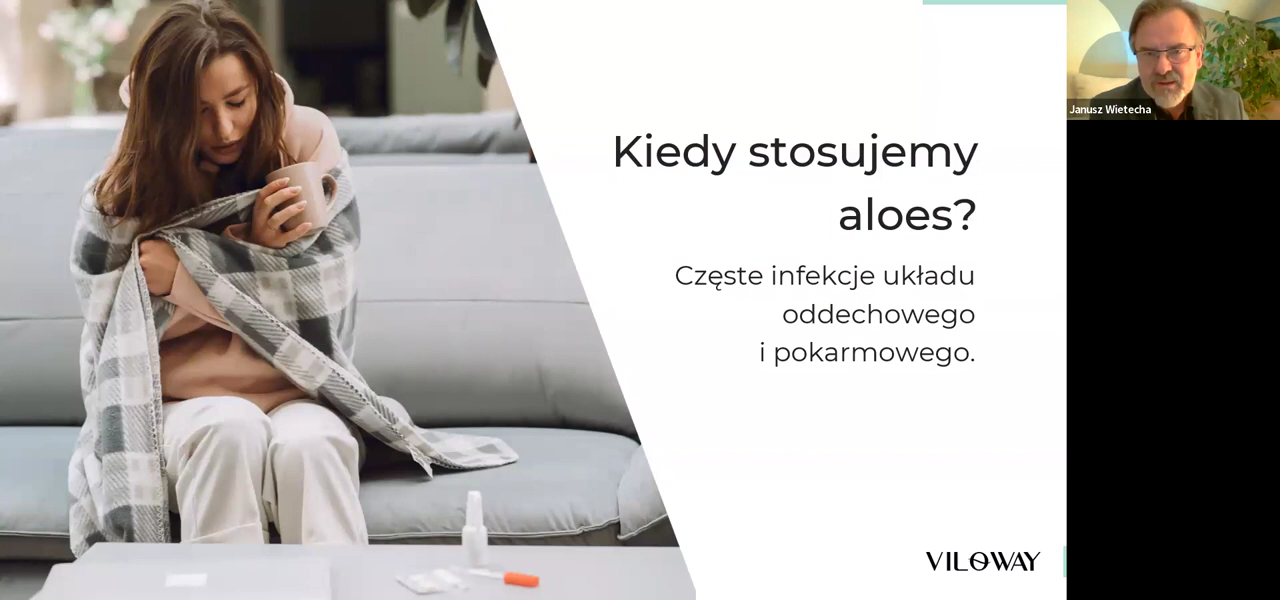 Kiedy stosujemy
aloes?
Częste infekcje układu
oddechowego
i pokarmowego.
VILOWAY
Janusz Wietecha